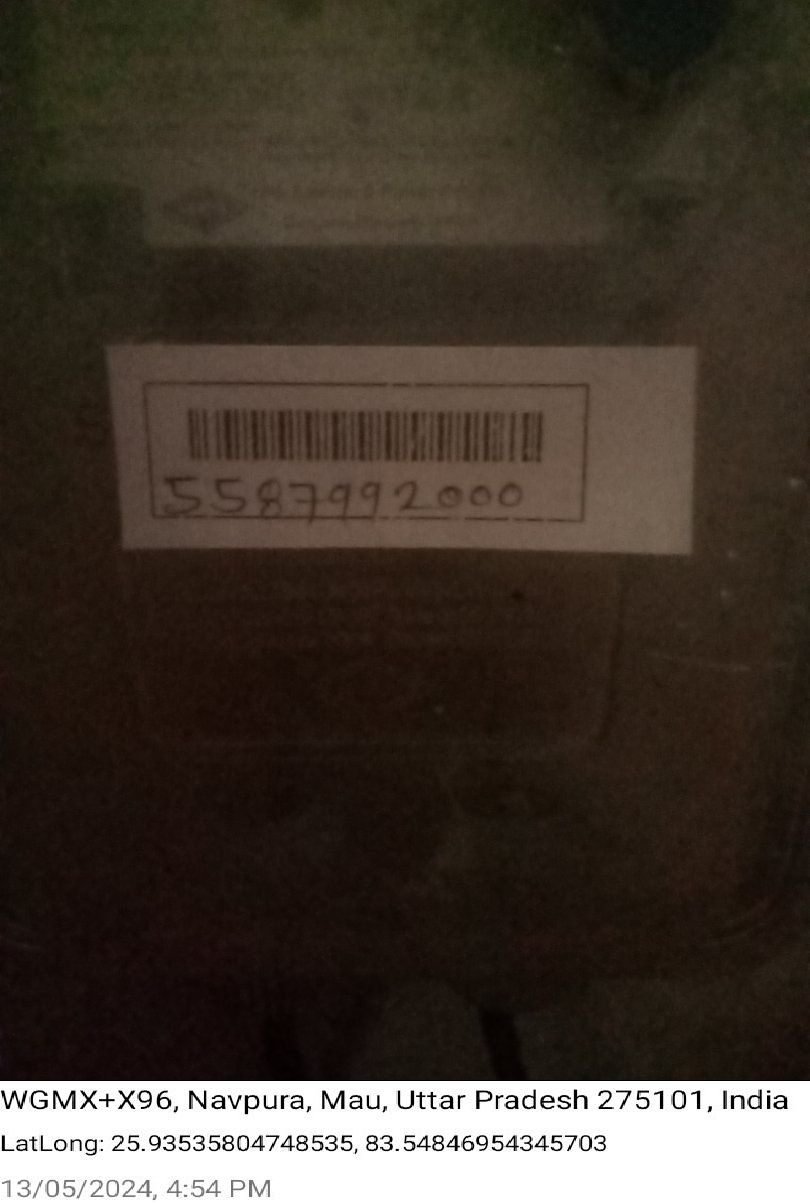 5587992000
WGMX+X96, Navpura, Mau, Uttar Pradesh 275101, India
LatLong: 25.93535804748535, 83.54846954345703
13/05/2024, 4:54 PM